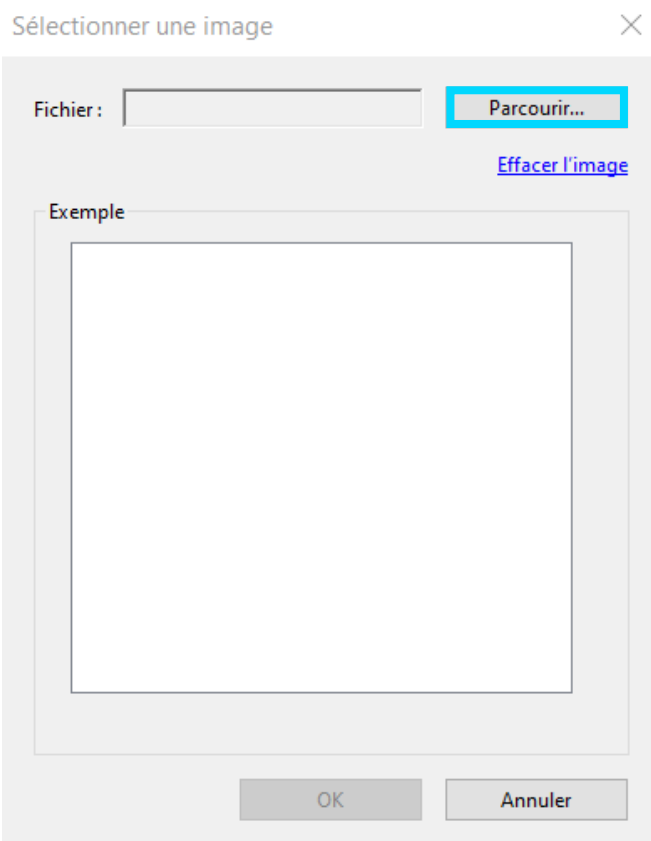 Sélectionner une image
Fichier : Parcourir...
Effacer l'image
Exemple
OK Annuler